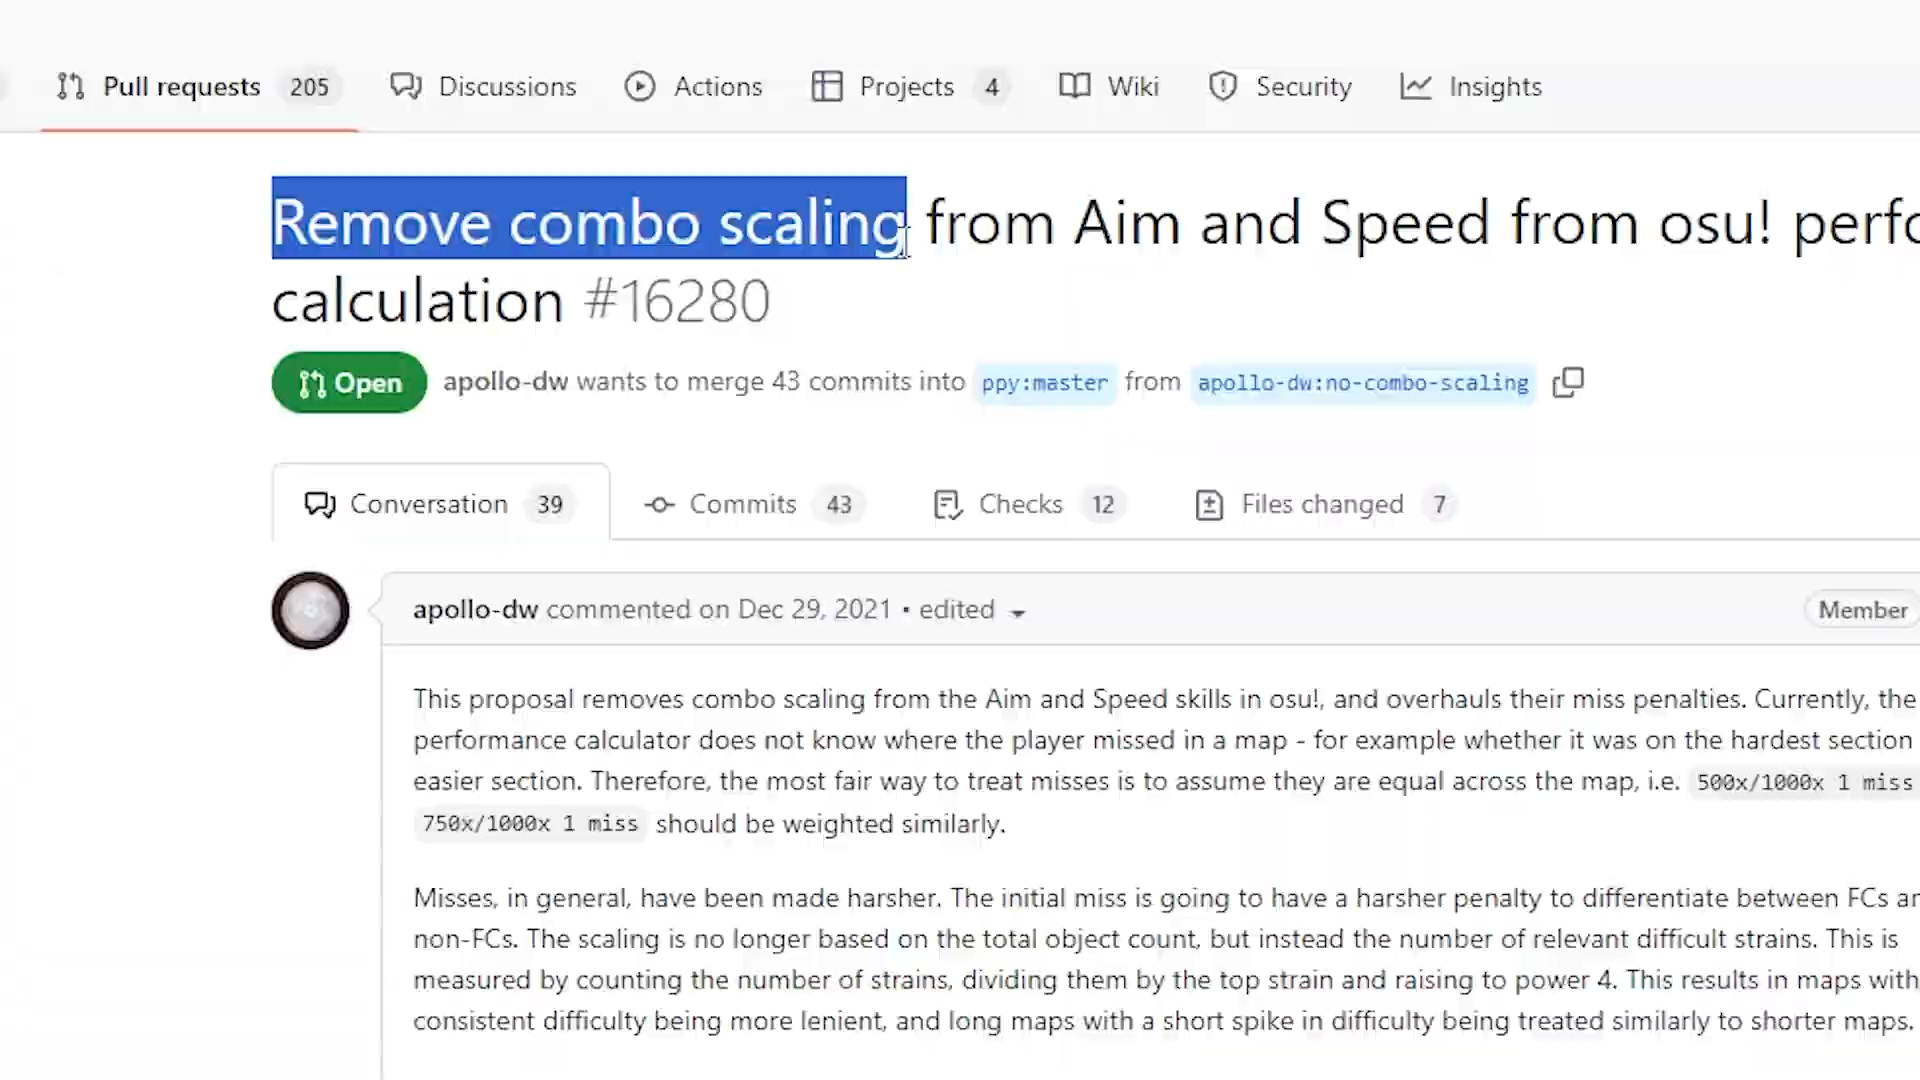 Pull requests 205 Discussions Actions Projects 4 Wiki Security Insights
Remove combo scaling from Aim and Speed from osu! perfo
calculation #16280
Open apollo-dw wants to merge 43 commits into ppy:master from apollo-dw:no-combo-scaling
Conversation 39 Commits 43 Checks 12 Files changed 7
apollo-dw commented on Dec 29, 2021 • edited Member
This proposal removes combo scaling from the Aim and Speed skills in osu!, and overhauls their miss penalties. Currently, the
performance calculator does not know where the player missed in a map - for example whether it was on the hardest section
easier section. Therefore, the most fair way to treat misses is to assume they are equal across the map, i.e. 500x/1000x 1 miss
750x/1000x 1 miss should be weighted similarly.
Misses, in general, have been made harsher. The initial miss is going to have a harsher penalty to differentiate between FCs an
non-FCs. The scaling is no longer based on the total object count, but instead the number of relevant difficult strains. This is
measured by counting the number of strains, dividing them by the top strain and raising to power 4. This results in maps with
consistent difficulty being more lenient, and long maps with a short spike in difficulty being treated similarly to shorter maps.